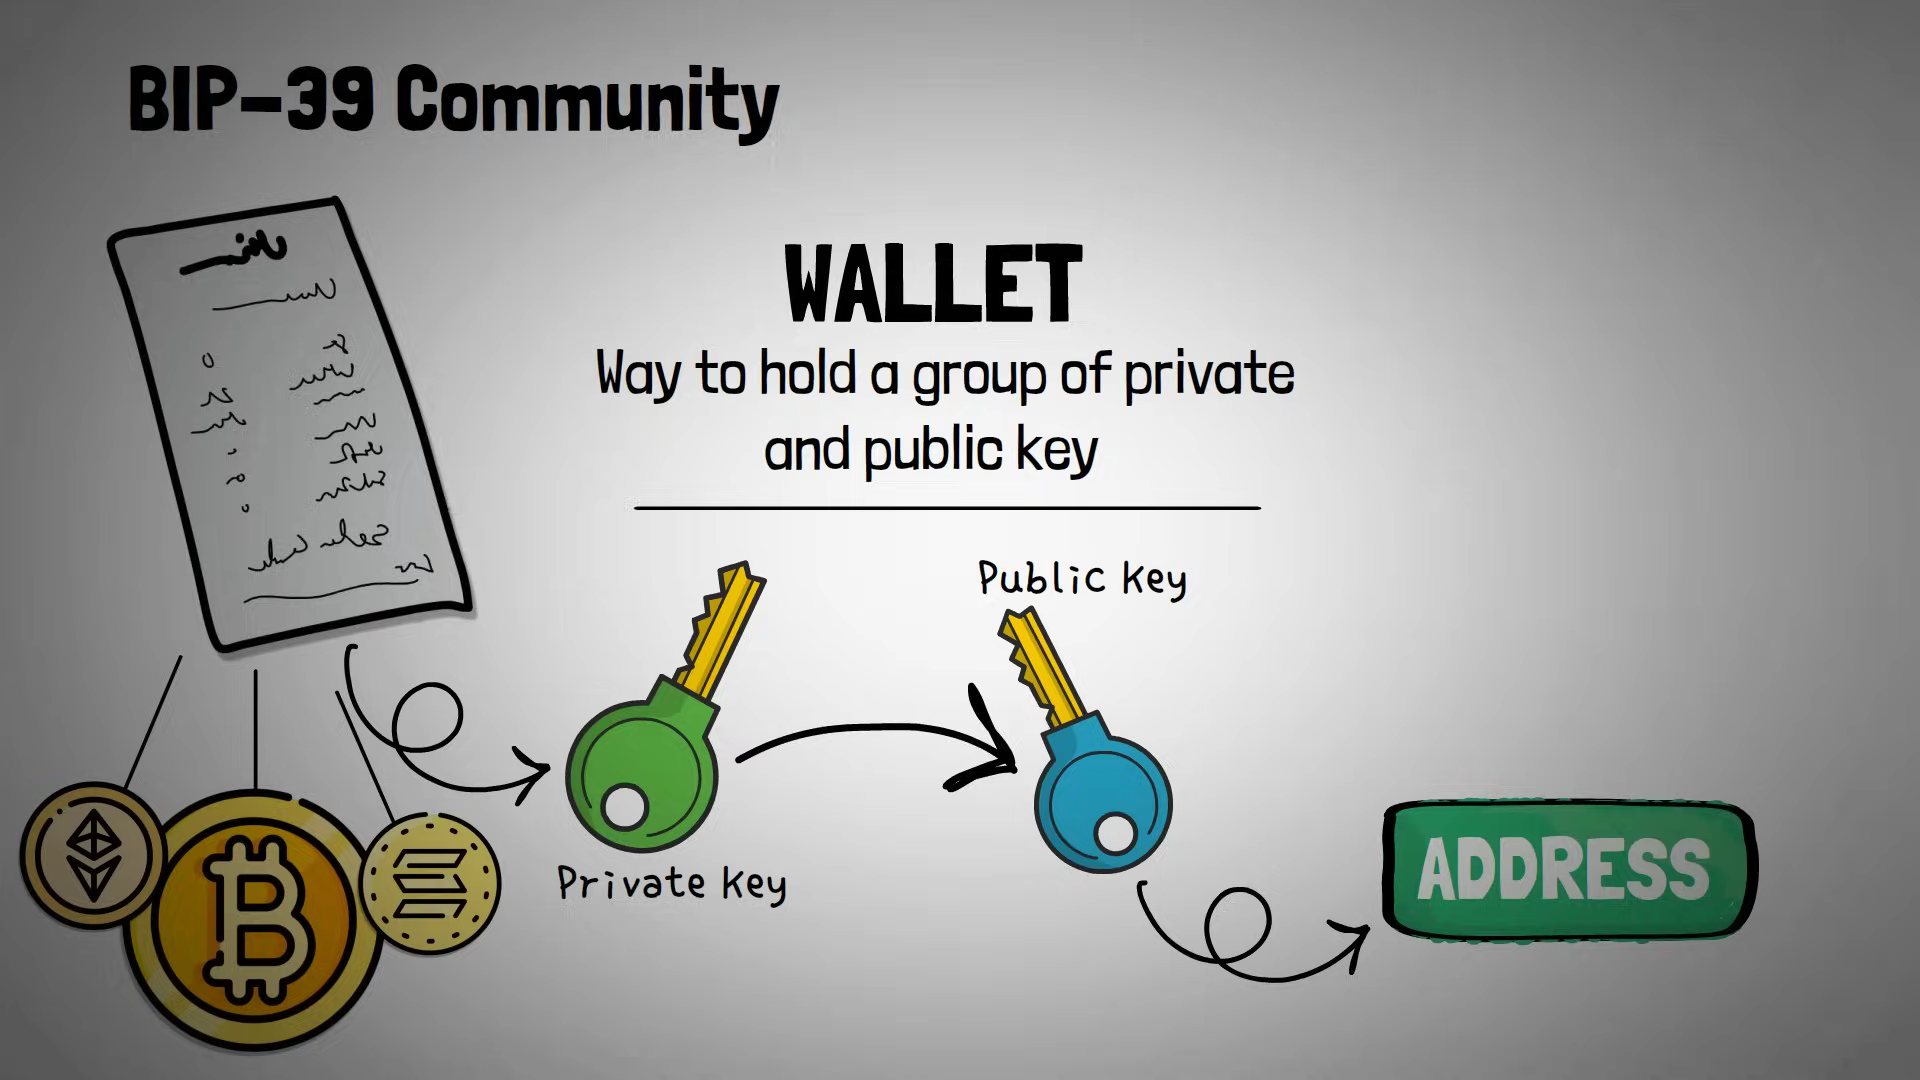 BIP-39 Community
WALLET
Way to hold a group of private
and public key
Public key
Private key
ADDRESS